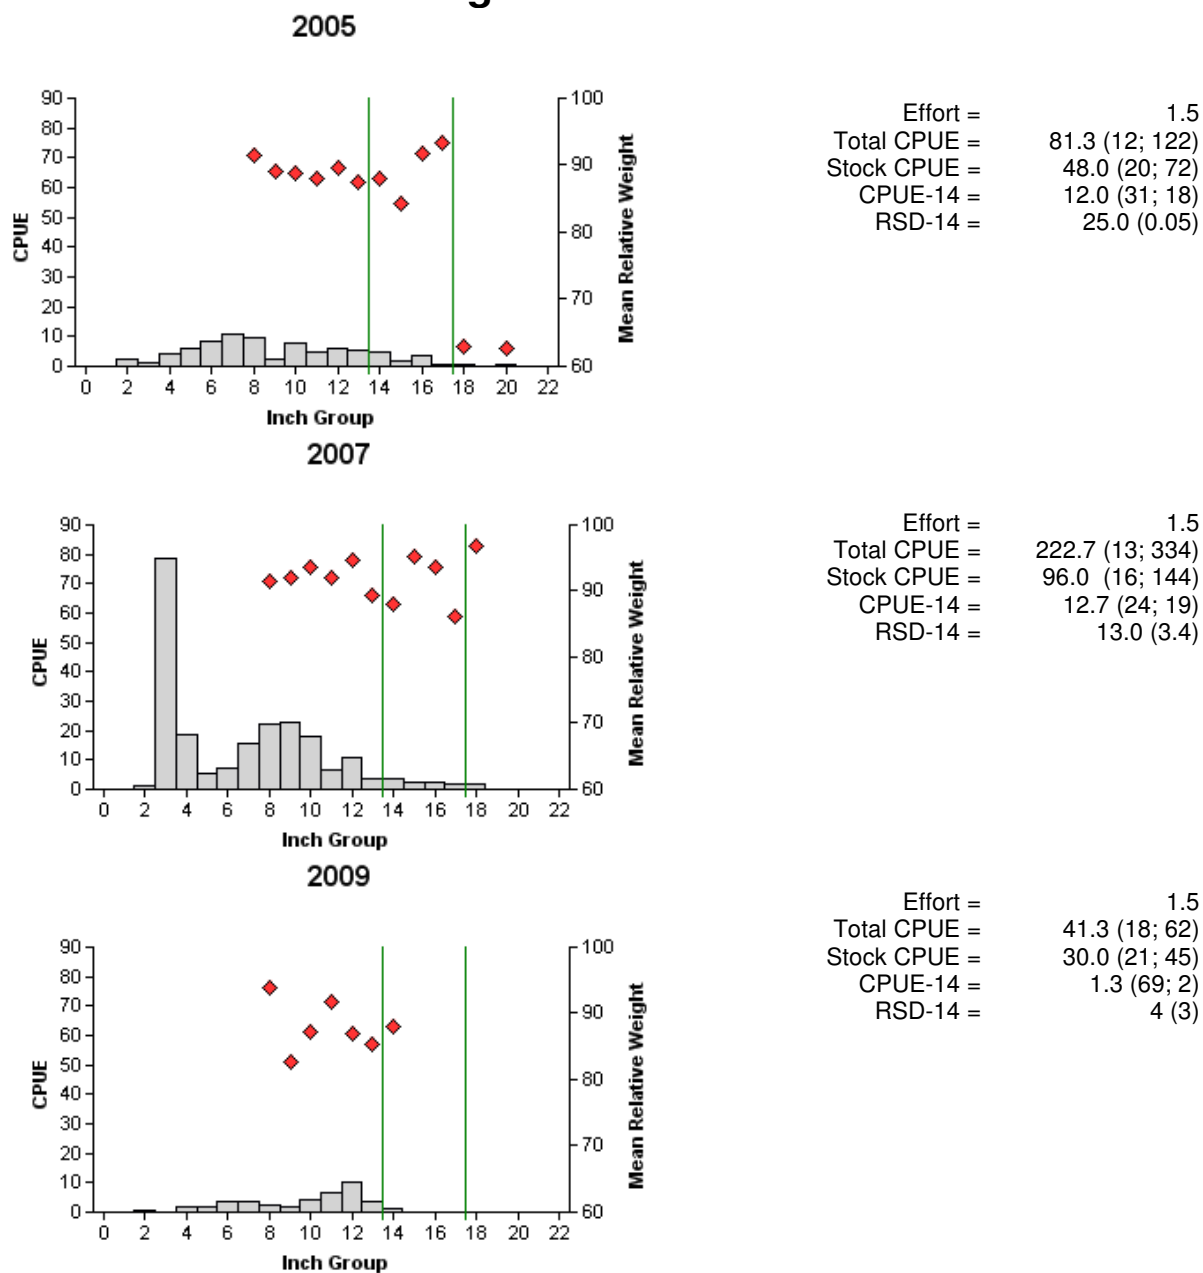 2005
90
80
70
60
50
40
30
20
10
0
CPUE
100
90
80
70
60
Mean Relative Weight
0 2 4 6 8 10 12 14 16 18 20 22
Inch Group
Effort = 1.5
Total CPUE = 81.3 (12; 122)
Stock CPUE = 48.0 (20; 72)
CPUE-14 = 12.0 (31; 18)
RSD-14 = 25.0 (0.05)
2007
90
80
70
60
50
40
30
20
10
0
CPUE
100
90
80
70
60
Mean Relative Weight
0 2 4 6 8 10 12 14 16 18 20 22
Inch Group
Effort = 1.5
Total CPUE = 222.7 (13; 334)
Stock CPUE = 96.0 (16; 144)
CPUE-14 = 12.7 (24; 19)
RSD-14 = 13.0 (3.4)
2009
90
80
70
60
50
40
30
20
10
0
CPUE
100
90
80
70
60
Mean Relative Weight
0 2 4 6 8 10 12 14 16 18 20 22
Inch Group
Effort = 1.5
Total CPUE = 41.3 (18; 62)
Stock CPUE = 30.0 (21; 45)
CPUE-14 = 1.3 (69; 2)
RSD-14 = 4 (3)